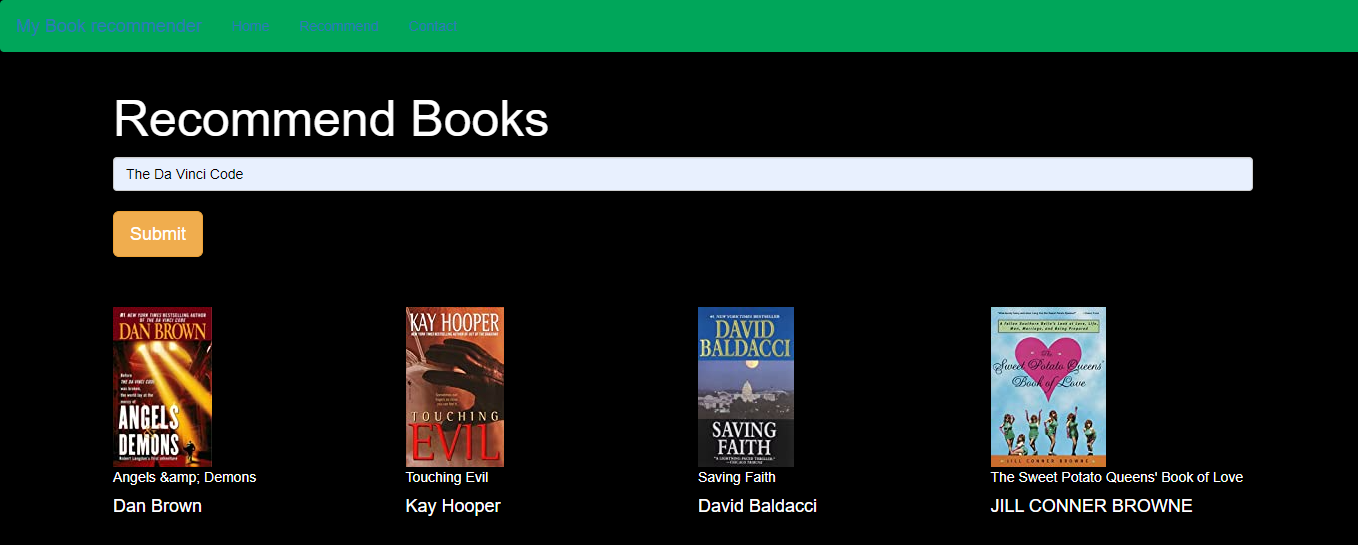 My Book recommender Home Recommend Contact
Recommend Books
The Da Vinci Code
Submit
#1 NEW YORK TIMES BESTSELLING AUTHOR
OF THE DA VINCI CODE
DAN BROWN
Before
THE DA VINCI CODE
was broken,
the world lay at the
mercy of
ANGELS
& DEMONS
Robert Langdon's first adventure
KAY HOOPER
TOUCHING
EVIL
#1 NEW YORK TIMES BESTSELLER
DAVID
BALDACCI
SAVING
FAITH
A Fallen Southern Belle's Look at Love, Life,
Men, Marriage, and Being Prepared
The
Sweet Potato Queens'
Book of Love
JILL CONNER BROWNE
Angels &amp;amp; Demons
Touching Evil
Saving Faith
The Sweet Potato Queens' Book of Love
Dan Brown
Kay Hooper
David Baldacci
JILL CONNER BROWNE